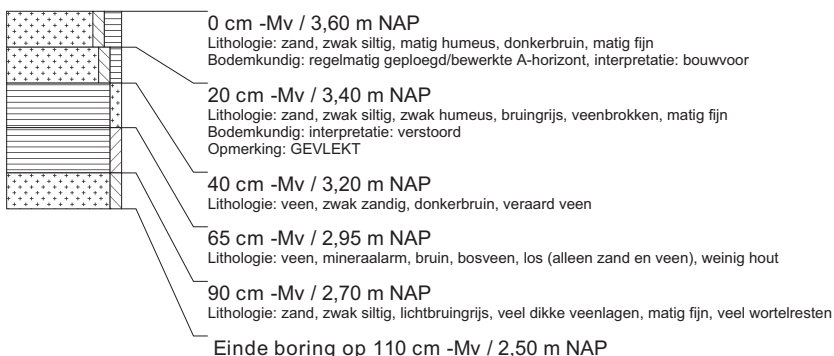 0 cm -Mv / 3,60 m NAP
Lithologie: zand, zwak siltig, matig humeus, donkerbruin, matig fijn
Bodemkundig: regelmatig geploegd/bewerkte A-horizont, interpretatie: bouwvoor
20 cm -Mv / 3,40 m NAP
Lithologie: zand, zwak siltig, zwak humeus, bruingrijs, veenbrokken, matig fijn
Bodemkundig: interpretatie: verstoord
Opmerking: GEVLEKT
40 cm -Mv / 3,20 m NAP
Lithologie: veen, zwak zandig, donkerbruin, veraard veen
65 cm -Mv / 2,95 m NAP
Lithologie: veen, mineraalarm, bruin, bosveen, los (alleen zand en veen), weinig hout
90 cm -Mv / 2,70 m NAP
Lithologie: zand, zwak siltig, lichtbruingrijs, veel dikke veenlagen, matig fijn, veel wortelresten
Einde boring op 110 cm -Mv / 2,50 m NAP